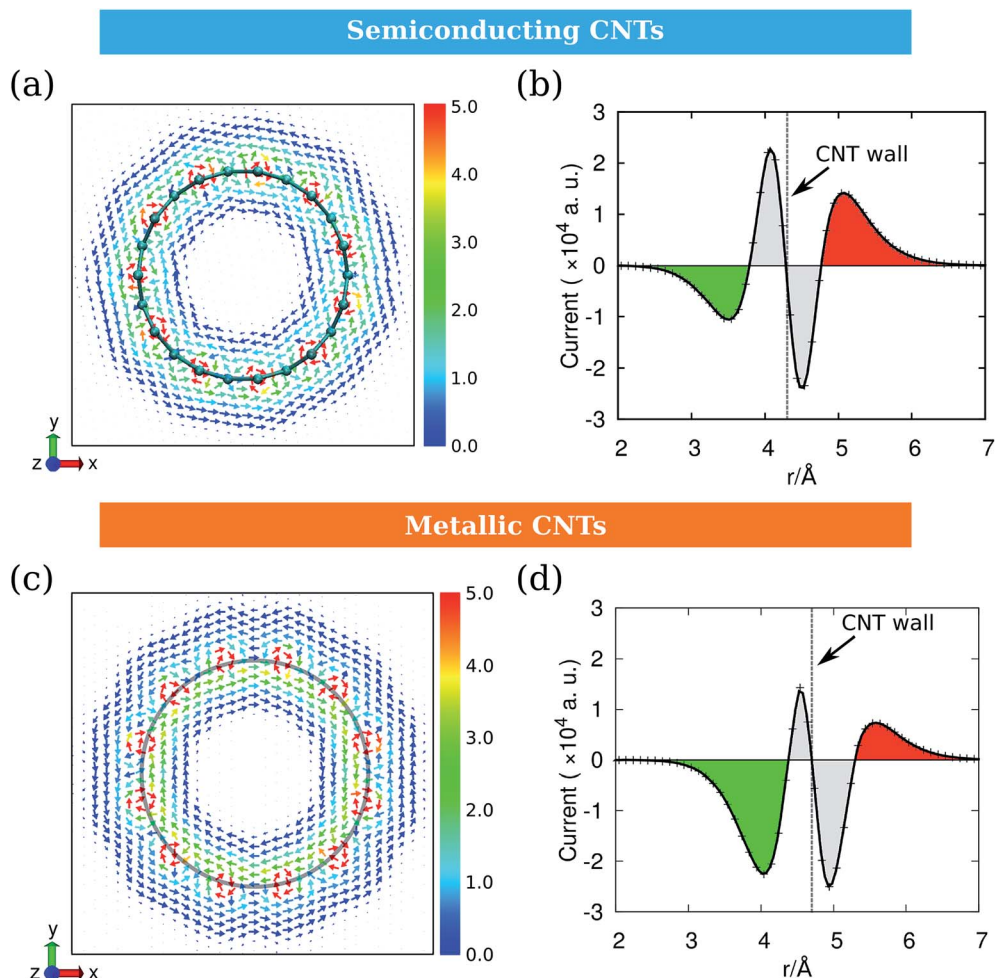 Semiconducting CNTs
(a)
5.0
4.0
3.0
2.0
1.0
0.0
y
z
x
(b)
3
2
1
0
-1
-2
-3
Current ( ×10⁴ a. u.)
CNT wall
2 3 4 5 6 7
r/Å
Metallic CNTs
(c)
5.0
4.0
3.0
2.0
1.0
0.0
y
z
x
(d)
3
2
1
0
-1
-2
-3
Current ( ×10⁴ a. u.)
CNT wall
2 3 4 5 6 7
r/Å